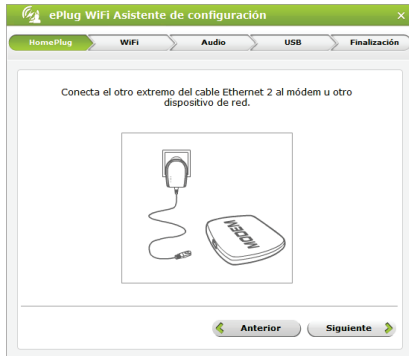 ePlug WiFi Asistente de configuración
HomePlug WiFi Audio USB Finalización
Conecta el otro extremo del cable Ethernet 2 al módem u otro
dispositivo de red.
MODEM
Anterior Siguiente